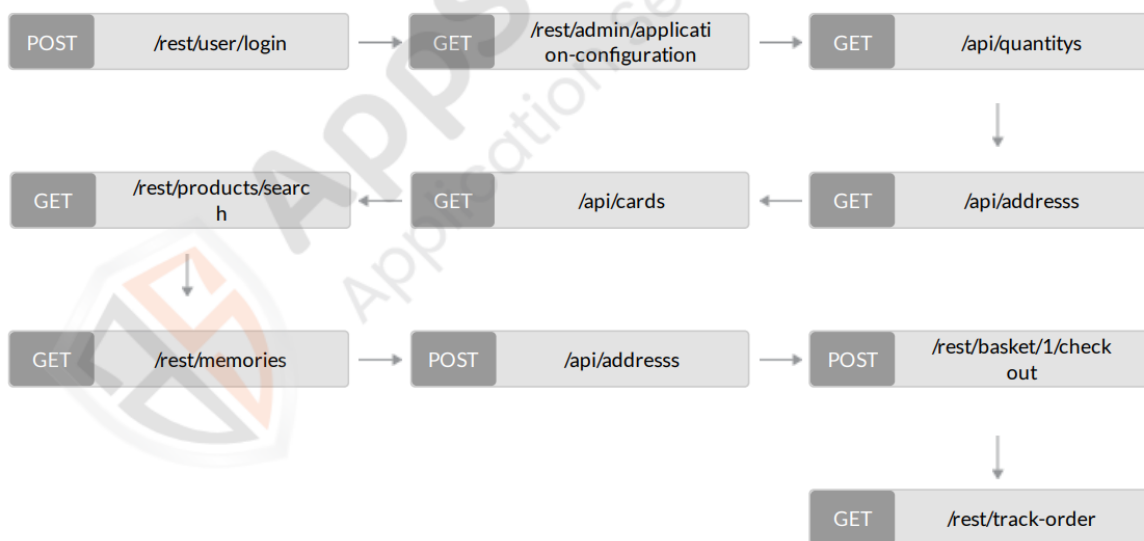 POST /rest/user/login
GET /rest/admin/applicati
on-configuration
GET /api/quantitys
GET /rest/products/searc
h
GET /api/cards
GET /api/addresss
GET /rest/memories
POST /api/addresss
POST /rest/basket/1/check
out
GET /rest/track-order
Apps
Application